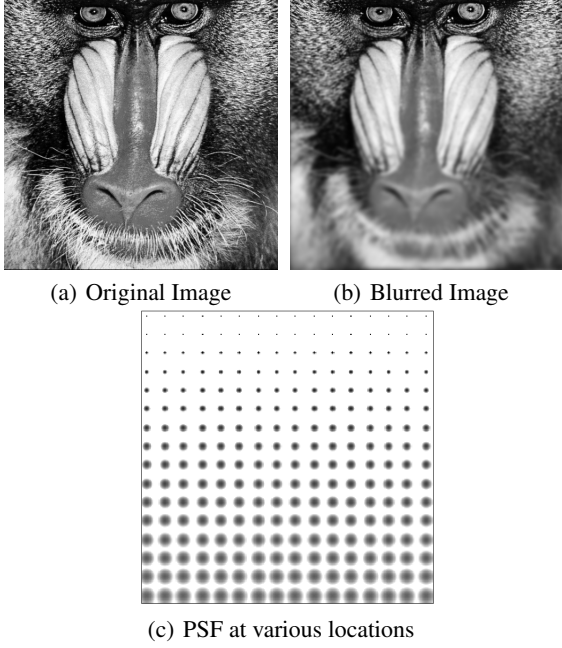 (a) Original Image
(b) Blurred Image
(c) PSF at various locations